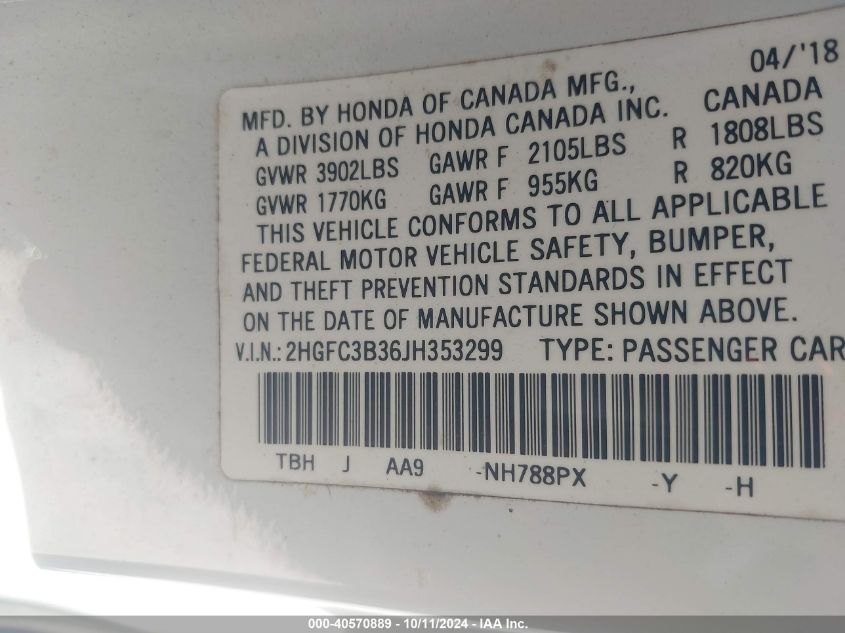 04/'18
MFD. BY HONDA OF CANADA MFG.,
A DIVISION OF HONDA CANADA INC. CANADA
GVWR 3902LBS GAWR F 2105LBS R 1808LBS
GVWR 1770KG GAWR F 955KG R 820KG
THIS VEHICLE CONFORMS TO ALL APPLICABLE
FEDERAL MOTOR VEHICLE SAFETY, BUMPER,
AND THEFT PREVENTION STANDARDS IN EFFECT
ON THE DATE OF MANUFACTURE SHOWN ABOVE.
V.I.N.: 2HGFC3B36JH353299 TYPE: PASSENGER CAR
TBH J AA9 -NH788PX -Y -H
000-40570889 - 10/11/2024 - IAA Inc.